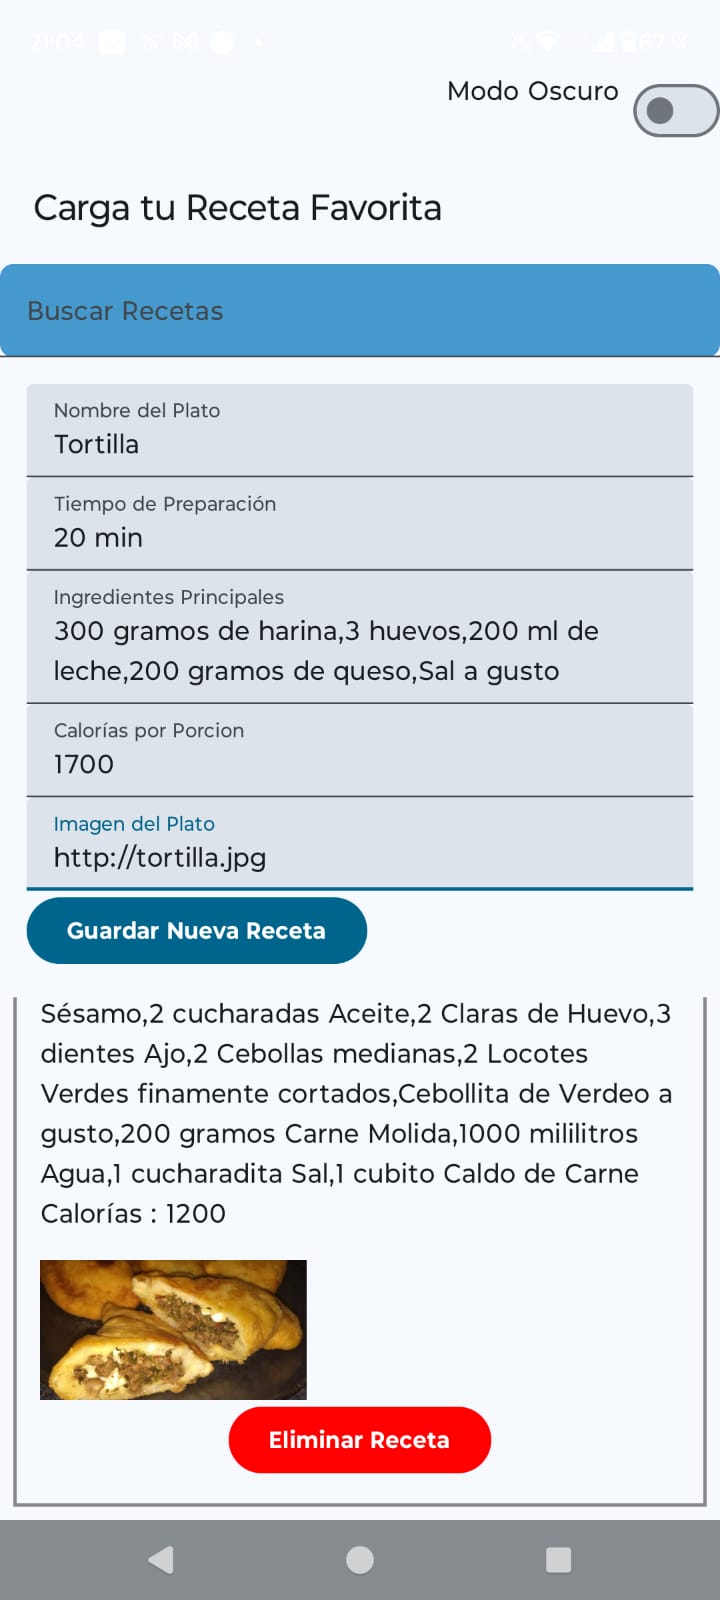 21:04
67 %
Modo Oscuro
Carga tu Receta Favorita
Buscar Recetas
Nombre del Plato
Tortilla
Tiempo de Preparación
20 min
Ingredientes Principales
300 gramos de harina,3 huevos,200 ml de
leche,200 gramos de queso,Sal a gusto
Calorías por Porcion
1700
Imagen del Plato
http://tortilla.jpg
Guardar Nueva Receta
Sésamo,2 cucharadas Aceite,2 Claras de Huevo,3
dientes Ajo,2 Cebollas medianas,2 Locotes
Verdes finamente cortados,Cebollita de Verdeo a
gusto,200 gramos Carne Molida,1000 mililitros
Agua,1 cucharadita Sal,1 cubito Caldo de Carne
Calorías : 1200
Eliminar Receta